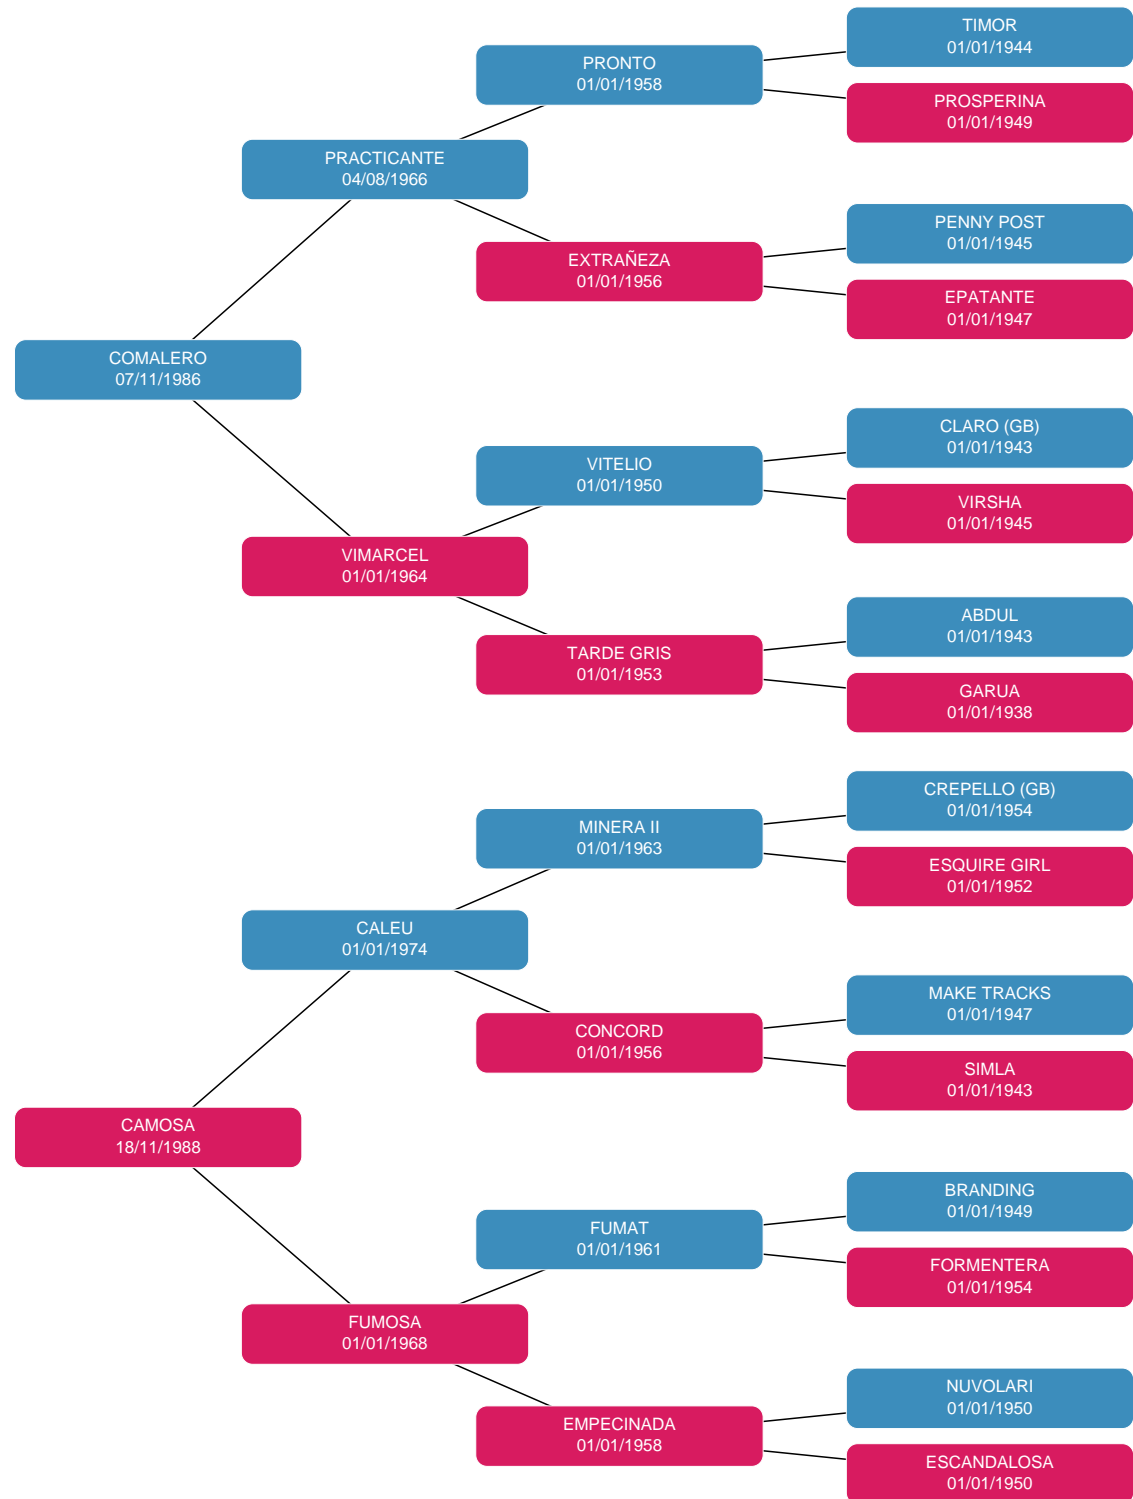 TIMOR
01/01/1944
PRONTO
01/01/1958
PROSPERINA
01/01/1949
PRACTICANTE
04/08/1966
PENNY POST
01/01/1945
EXTRAÑEZA
01/01/1956
EPATANTE
01/01/1947
COMALERO
07/11/1986
CLARO (GB)
01/01/1943
VITELIO
01/01/1950
VIRSHA
01/01/1945
VIMARCEL
01/01/1964
ABDUL
01/01/1943
TARDE GRIS
01/01/1953
GARUA
01/01/1938
CREPELLO (GB)
01/01/1954
MINERA II
01/01/1963
ESQUIRE GIRL
01/01/1952
CALEU
01/01/1974
MAKE TRACKS
01/01/1947
CONCORD
01/01/1956
SIMLA
01/01/1943
CAMOSA
18/11/1988
BRANDING
01/01/1949
FUMAT
01/01/1961
FORMENTERA
01/01/1954
FUMOSA
01/01/1968
NUVOLARI
01/01/1950
EMPECINADA
01/01/1958
ESCANDALOSA
01/01/1950